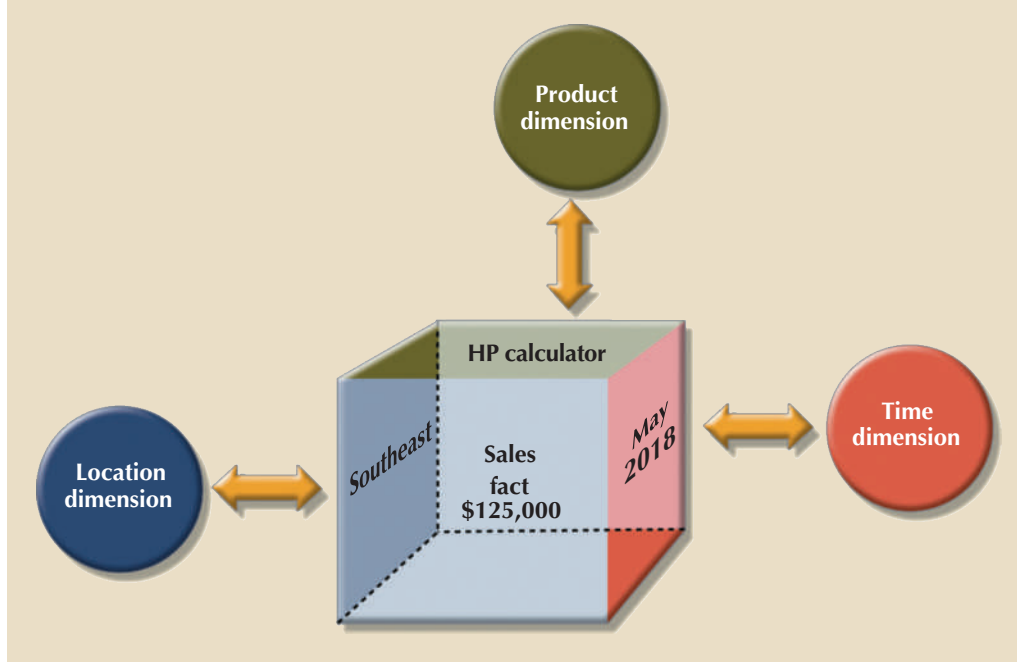 Product
dimension
HP calculator
Southeast
May
2018
Sales
fact
$125,000
Location
dimension
Time
dimension